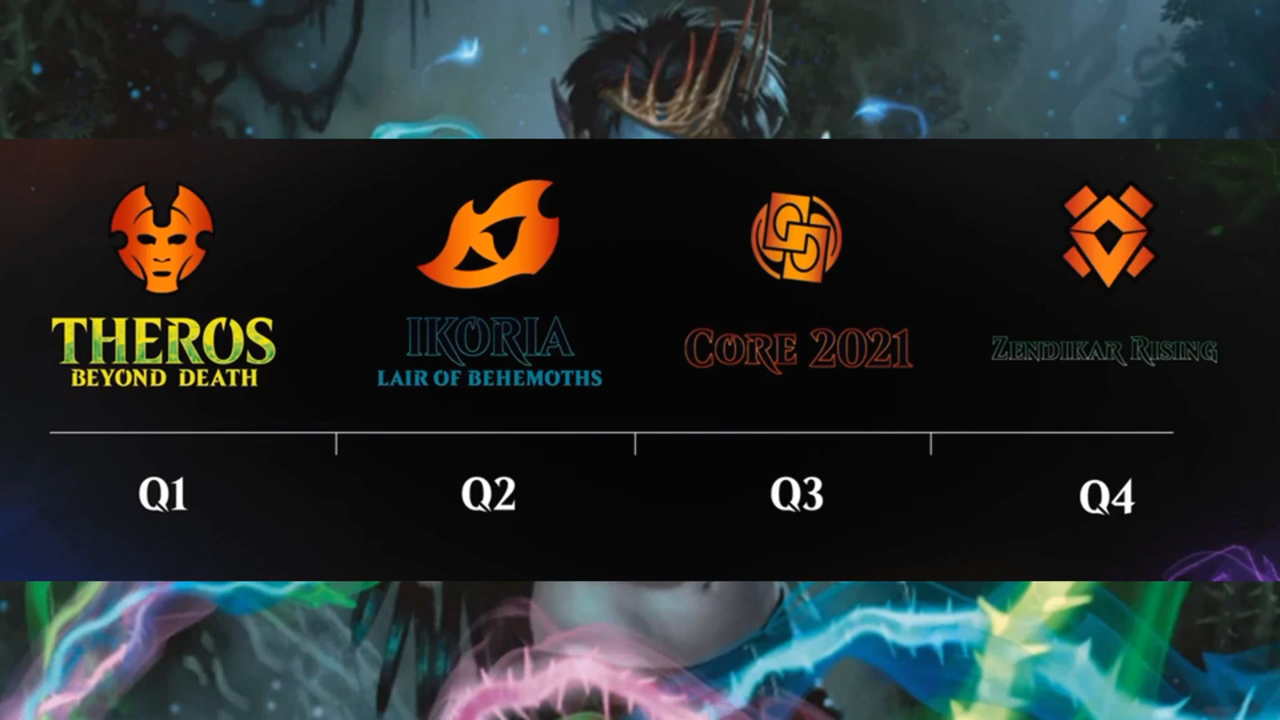 THEROS
BEYOND DEATH
IKORIA
LAIR OF BEHEMOTHS
CORE 2021
ZENDIKAR RISING
Q1
Q2
Q3
Q4